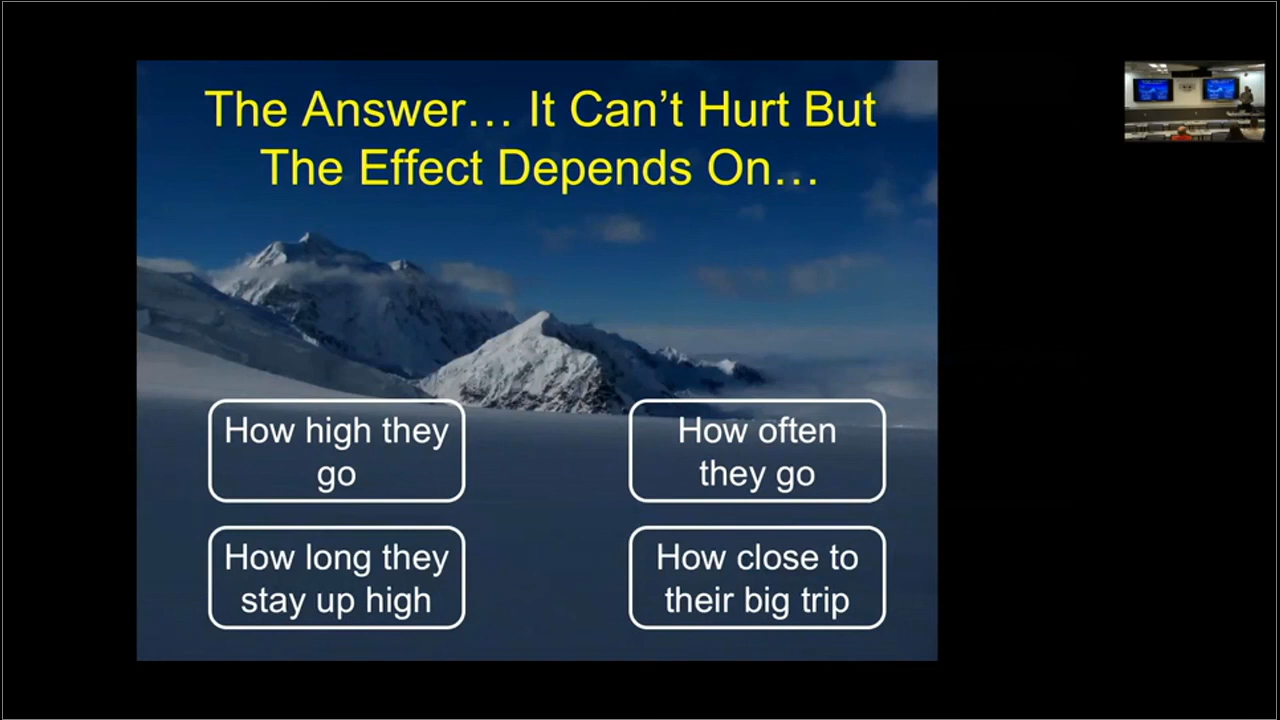 The Answer… It Can’t Hurt But
The Effect Depends On…
How high they
go
How often
they go
How long they
stay up high
How close to
their big trip